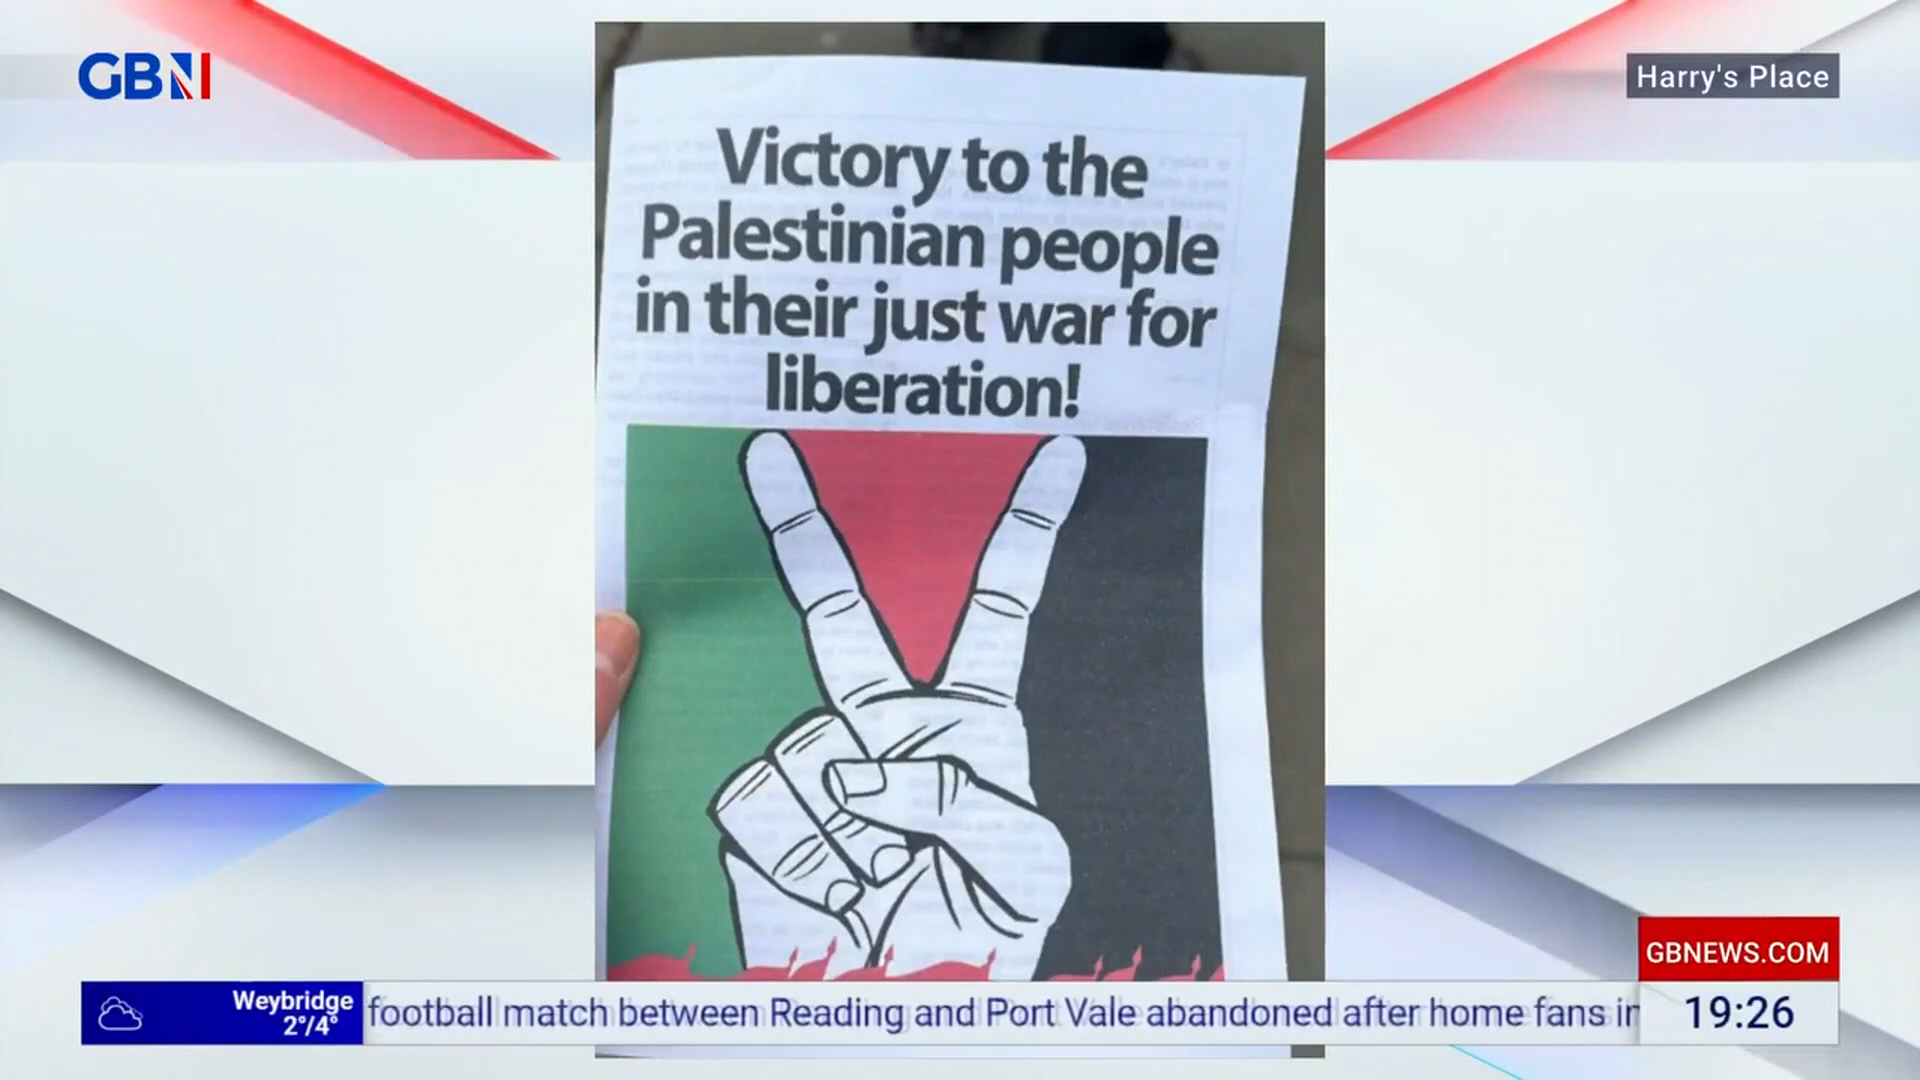 GBN
Harry's Place
Victory to the
Palestinian people
in their just war for
liberation!
GBNEWS.COM
Weybridge
2°/4°
football match between Reading and Port Vale abandoned after home fans in
19:26